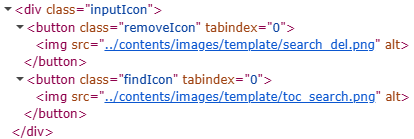 <div class="inputIcon">
<button class="removeIcon" tabindex="0">
<img src="../contents/images/template/search_del.png" alt>
</button>
<button class="findIcon" tabindex="0">
<img src="../contents/images/template/toc_search.png" alt>
</button>
</div>